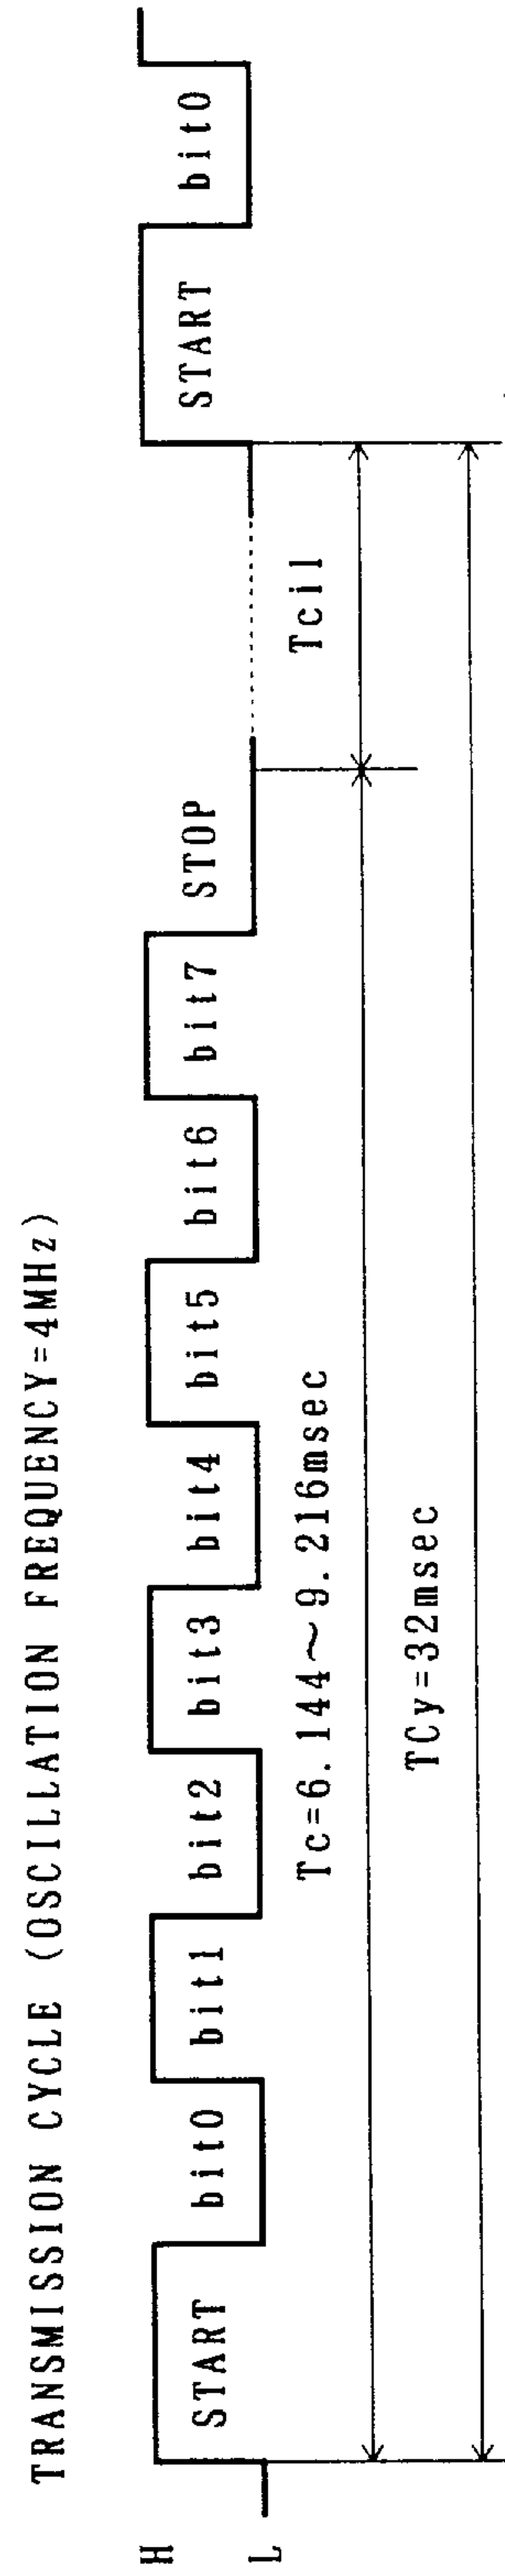 TRANSMISSION CYCLE (OSCILLATION FREQUENCY=4MHz)
H
L
START
bit0
bit1
bit2
bit3
bit4
bit5
bit6
bit7
STOP
START
bit0
Tc=6.144~9.216msec
Tcil
TCy=32msec